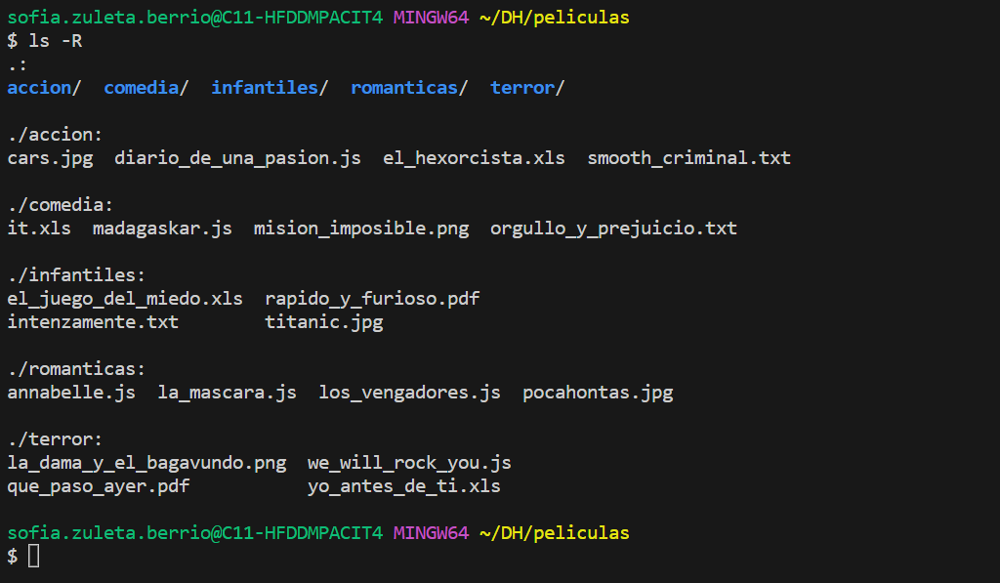 sofia.zuleta.berrio@C11-HFDDMPACIT4 MINGW64 ~/DH/peliculas
$ ls -R
.:
accion/  comedia/  infantiles/  romanticas/  terror/

./accion:
cars.jpg  diario_de_una_pasion.js  el_hexorcista.xls  smooth_criminal.txt

./comedia:
it.xls  madagaskar.js  mision_imposible.png  orgullo_y_prejuicio.txt

./infantiles:
el_juego_del_miedo.xls  rapido_y_furioso.pdf
intenzamente.txt        titanic.jpg

./romanticas:
annabelle.js  la_mascara.js  los_vengadores.js  pocahontas.jpg

./terror:
la_dama_y_el_bagavundo.png  we_will_rock_you.js
que_paso_ayer.pdf           yo_antes_de_ti.xls

sofia.zuleta.berrio@C11-HFDDMPACIT4 MINGW64 ~/DH/peliculas
$